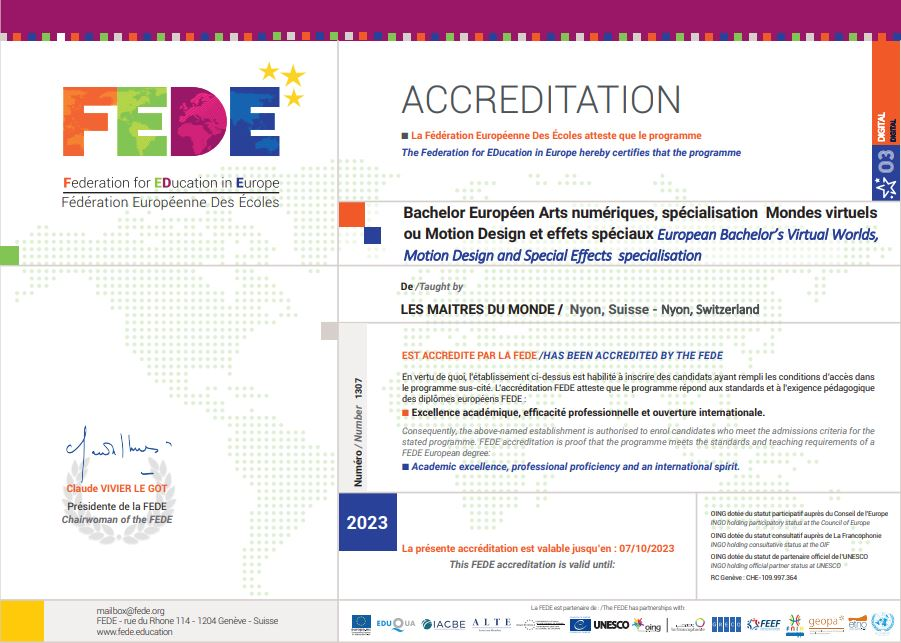 FEDE
Federation for EDucation in Europe
Fédération Européenne Des Écoles
ACCREDITATION
La Fédération Européenne Des Écoles atteste que le programme
The Federation for EDucation in Europe hereby certifies that the programme
DIGITAL
DIGITAL
03
Bachelor Européen Arts numériques, spécialisation Mondes virtuels
ou Motion Design et effets spéciaux European Bachelor's Virtual Worlds,
Motion Design and Special Effects specialisation
De /Taught by
LES MAITRES DU MONDE / Nyon, Suisse - Nyon, Switzerland
Numéro / Number 1307
EST ACCREDITE PAR LA FEDE /HAS BEEN ACCREDITED BY THE FEDE
En vertu de quoi, l'établissement ci-dessus est habilité à inscrire des candidats ayant rempli les conditions d'accès dans
le programme sus-cité. L'accréditation FEDE atteste que le programme répond aux standards et à l'exigence pédagogique
des diplômes européens FEDE :
Excellence académique, efficacité professionnelle et ouverture internationale.
Consequently, the above-named establishment is authorised to enrol candidates who meet the admissions criteria for the
stated programme. FEDE accreditation is proof that the programme meets the standards and teaching requirements of a
FEDE European degree:
Academic excellence, professional proficiency and an international spirit.
Claude VIVIER LE GOT
Présidente de la FEDE
Chairwoman of the FEDE
2023
La présente accréditation est valable jusqu'en : 07/10/2023
This FEDE accreditation is valid until:
OING dotée du statut participatif auprès du Conseil de l'Europe
INGO holding participatory status at the Council of Europe
OING dotée du statut consultatif auprès de La Francophonie
INGO holding consultative status at the OIF
OING dotée du statut de partenaire officiel de l'UNESCO
INGO holding official partner status at UNESCO
RC Genève : CHE-109.997.364
mailbox@fede.org
FEDE - rue du Rhone 114 - 1204 Genève - Suisse
www.fede.education
La FEDE est partenaire de : /The FEDE has partnerships with:
EDUQUA
IACBE
ALTE
UNESCO
oing
la francophonie
FEEF
geopa
etno